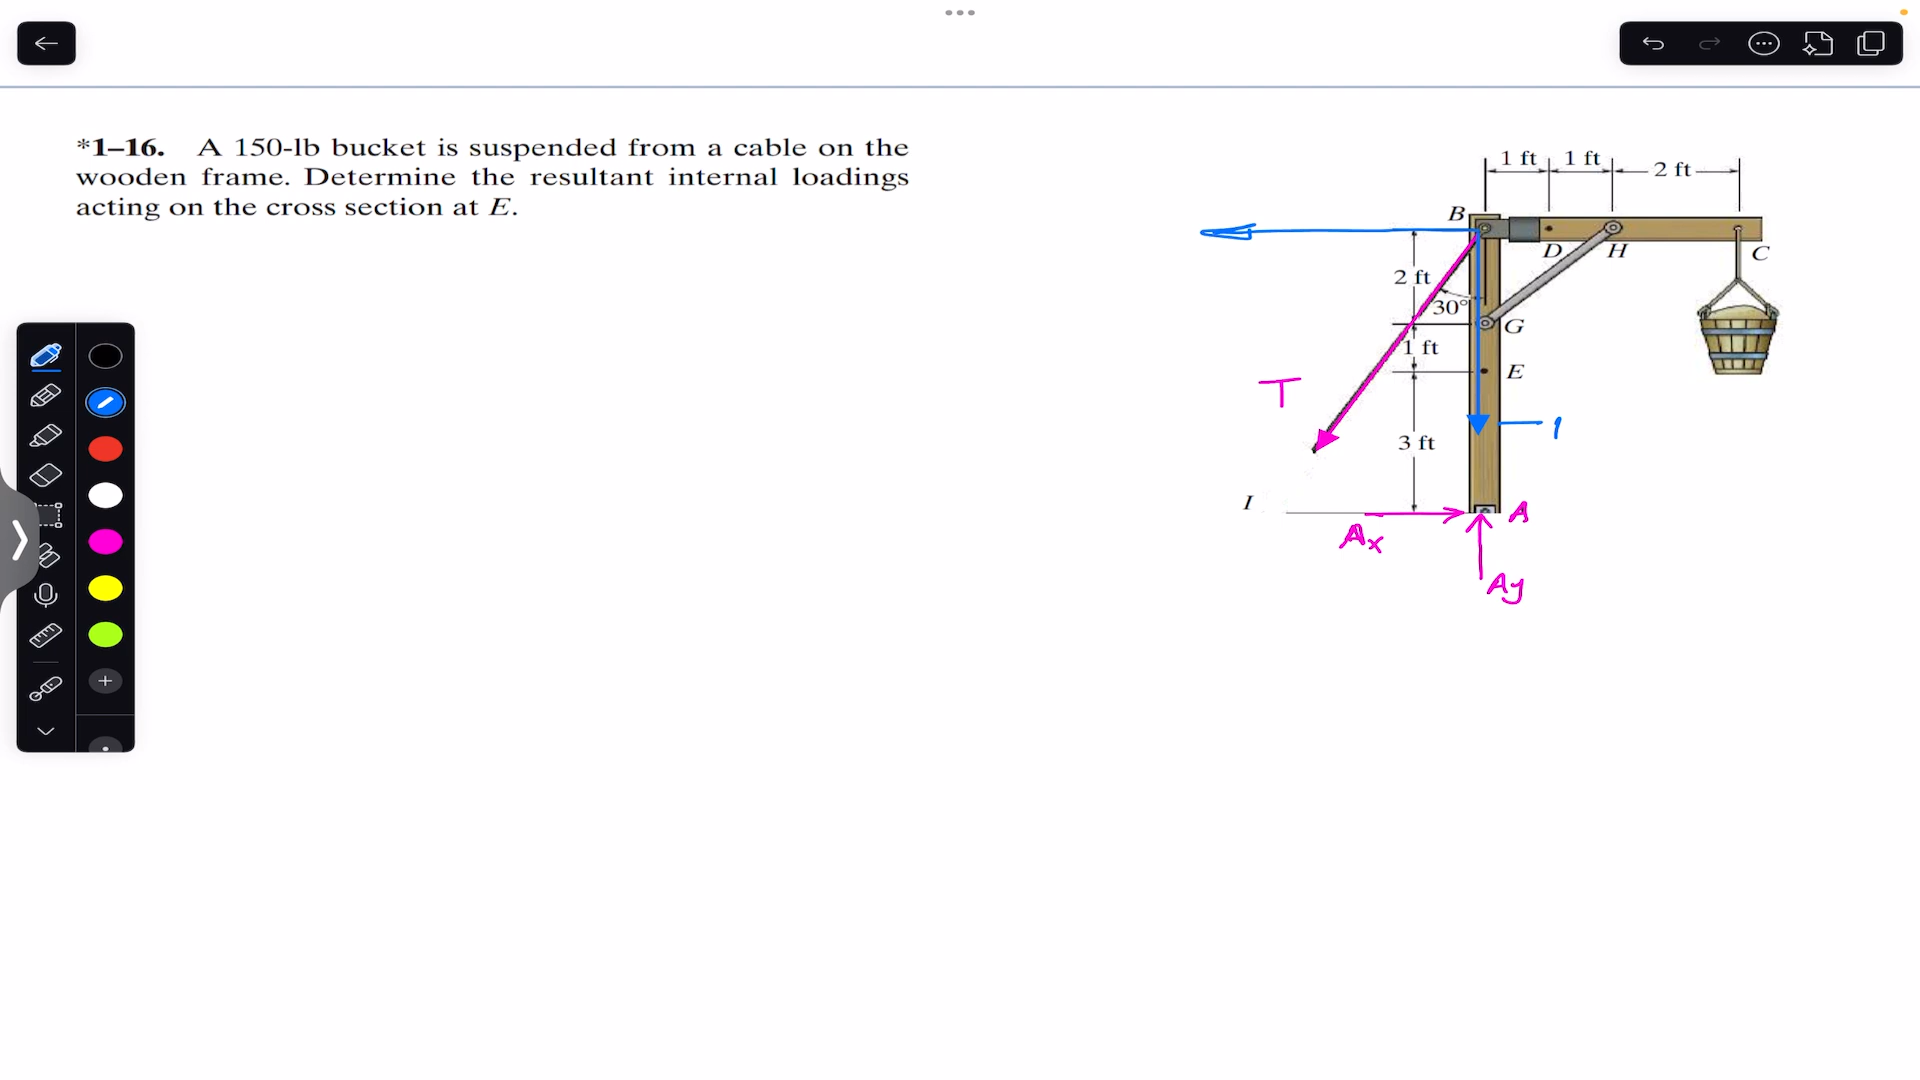 *1–16. A 150-lb bucket is suspended from a cable on the
wooden frame. Determine the resultant internal loadings
acting on the cross section at E.
1 ft 1 ft 2 ft
B
D H C
2 ft
30°
G
1 ft
E
T
3 ft
I
A
Ax
Ay